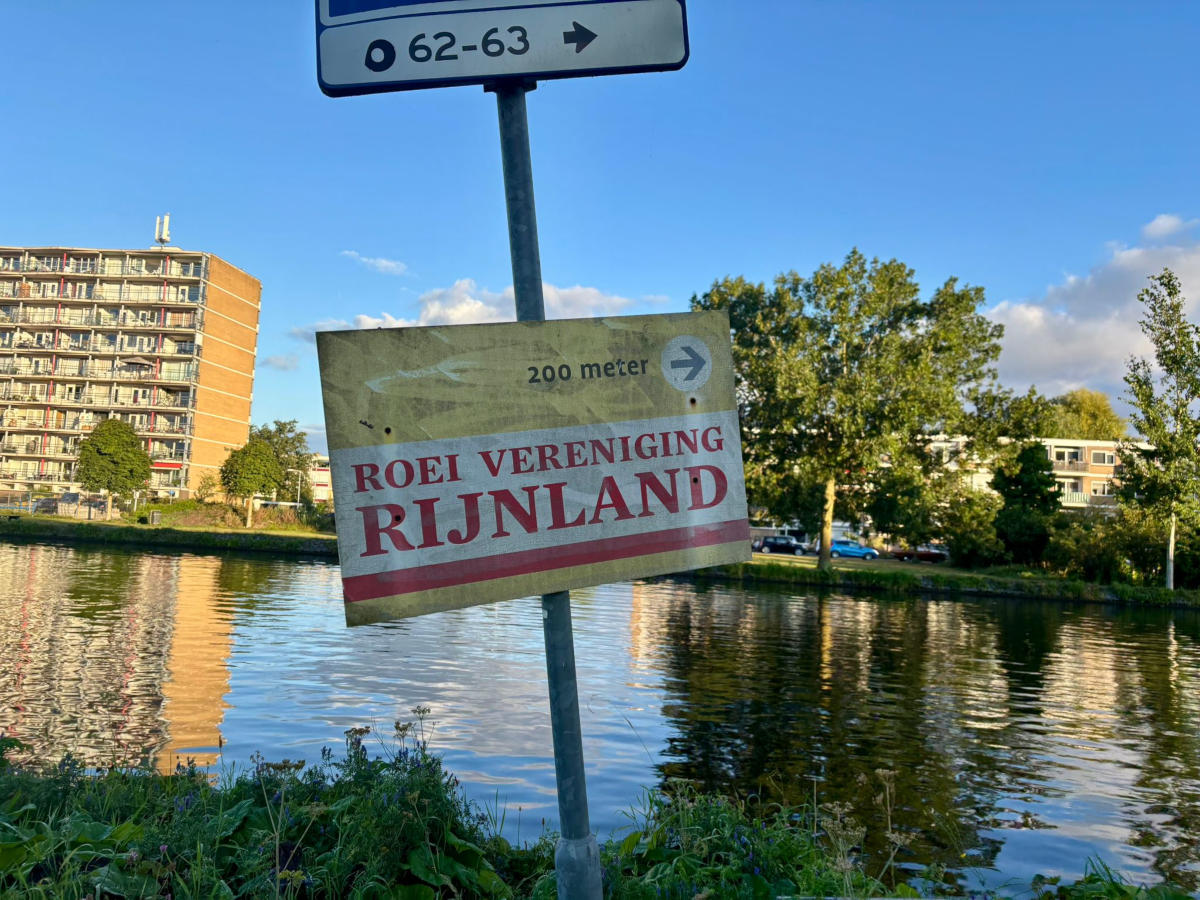 62-63
200 meter
ROEI VERENIGING
RIJNLAND